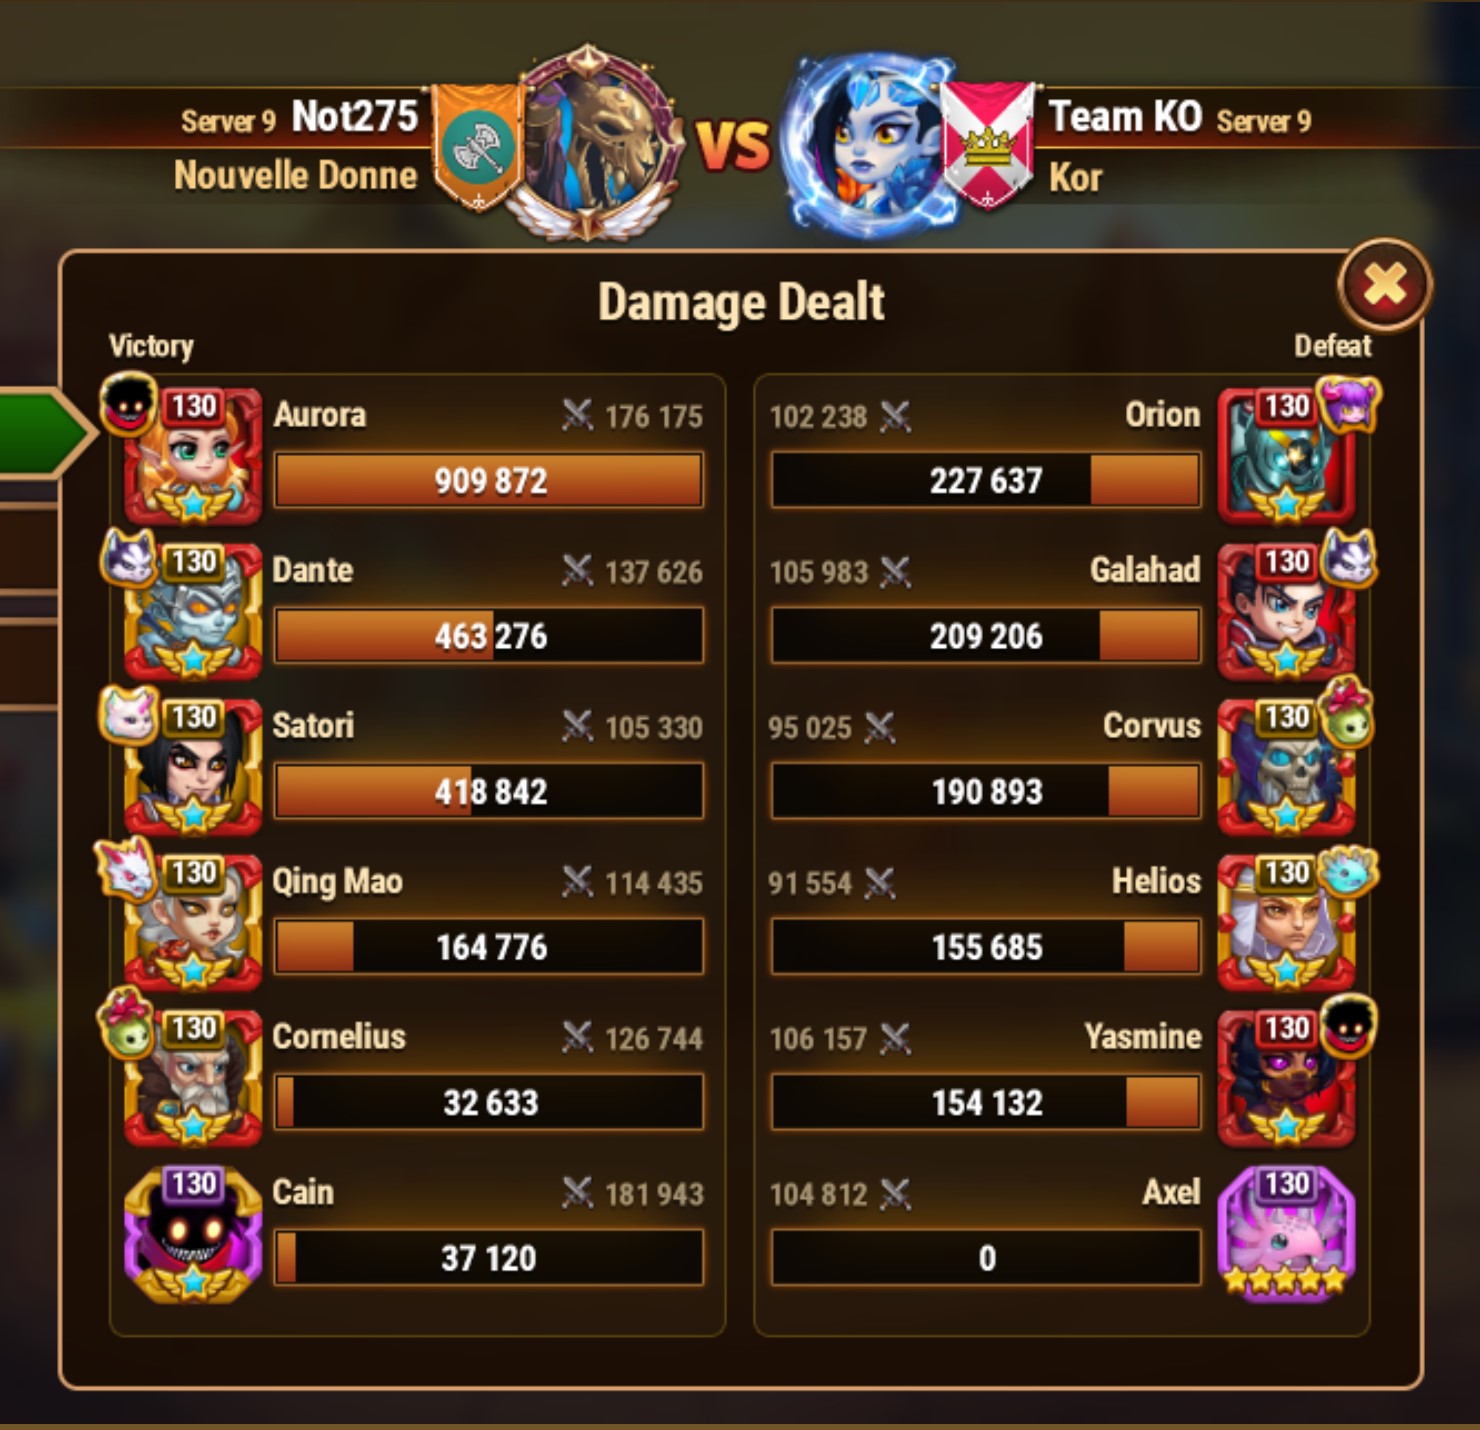 Server 9 Not275
Nouvelle Donne
VS
Team KO Server 9
Kor
Damage Dealt
Victory
Defeat
130
Aurora
176 175
909 872
130
Dante
137 626
463 276
130
Satori
105 330
418 842
130
Qing Mao
114 435
164 776
130
Cornelius
126 744
32 633
130
Cain
181 943
37 120
102 238
Orion
130
227 637
105 983
Galahad
130
209 206
95 025
Corvus
130
190 893
91 554
Helios
130
155 685
106 157
Yasmine
130
154 132
104 812
Axel
130
0